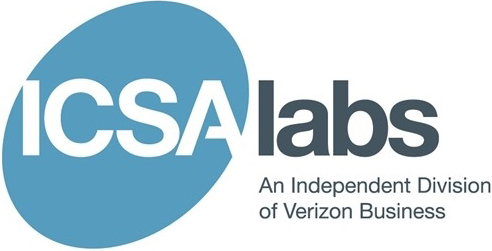 ICSAlabs
An Independent Division
of Verizon Business